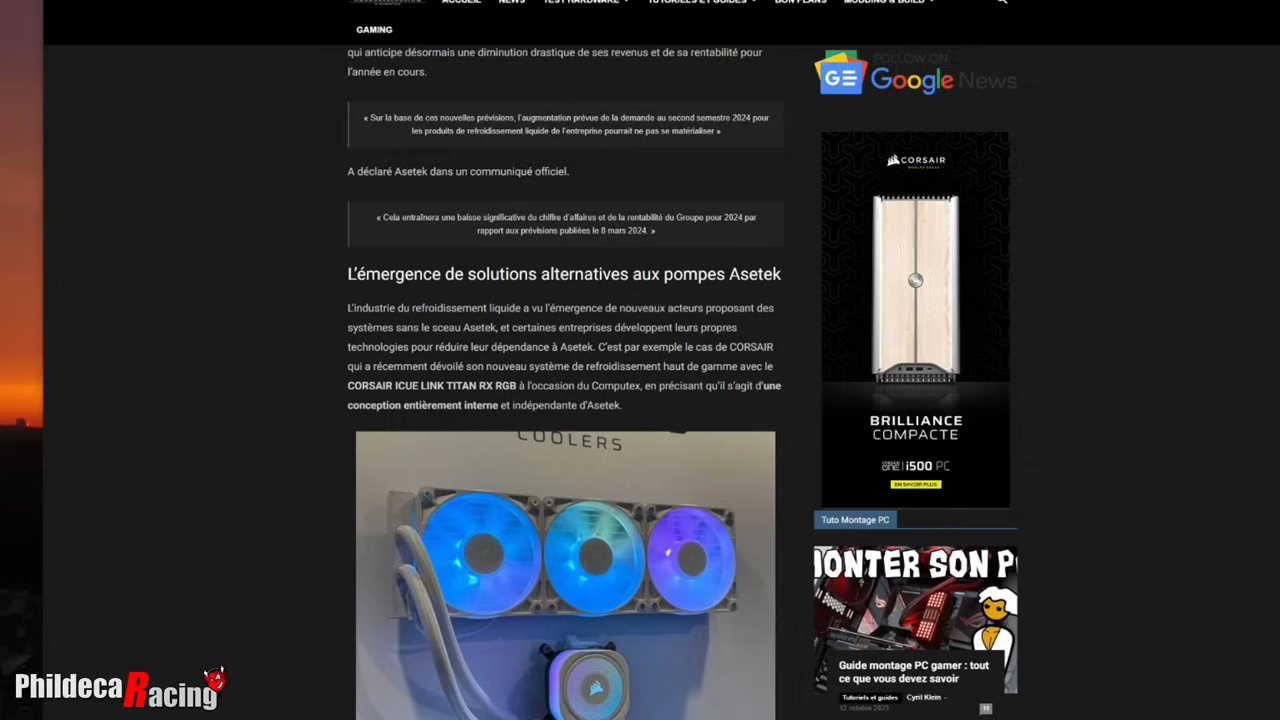 ACCUEIL NEWS TEST HARDWARE TUTORIELS ET GUIDES BON PLANS MODDING & BUILD
GAMING
qui anticipe désormais une diminution drastique de ses revenus et de sa rentabilité pour
l'année en cours.
« Sur la base de ces nouvelles prévisions, l'augmentation prévue de la demande au second semestre 2024 pour
les produits de refroidissement liquide de l'entreprise pourrait ne pas se matérialiser »
A déclaré Asetek dans un communiqué officiel.
« Cela entraînera une baisse significative du chiffre d'affaires et de la rentabilité du Groupe pour 2024 par
rapport aux prévisions publiées le 8 mars 2024. »
L'émergence de solutions alternatives aux pompes Asetek
L'industrie du refroidissement liquide a vu l'émergence de nouveaux acteurs proposant des
systèmes sans le sceau Asetek, et certaines entreprises développent leurs propres
technologies pour réduire leur dépendance à Asetek. C'est par exemple le cas de CORSAIR
qui a récemment dévoilé son nouveau système de refroidissement haut de gamme avec le
CORSAIR ICUE LINK TITAN RX RGB à l'occasion du Computex, en précisant qu'il s'agit d'une
conception entièrement interne et indépendante d'Asetek.
COOLERS
FOLLOW ON
GE Google News
CORSAIR
BRILLIANCE
COMPACTE
CORSAIR ONE i500 PC
EN SAVOIR PLUS
Tuto Montage PC
MONTER SON PC
Guide montage PC gamer : tout
ce que vous devez savoir
Tutoriels et guides Cyril Klein -
12 octobre 2023 11
Phildeca Racing